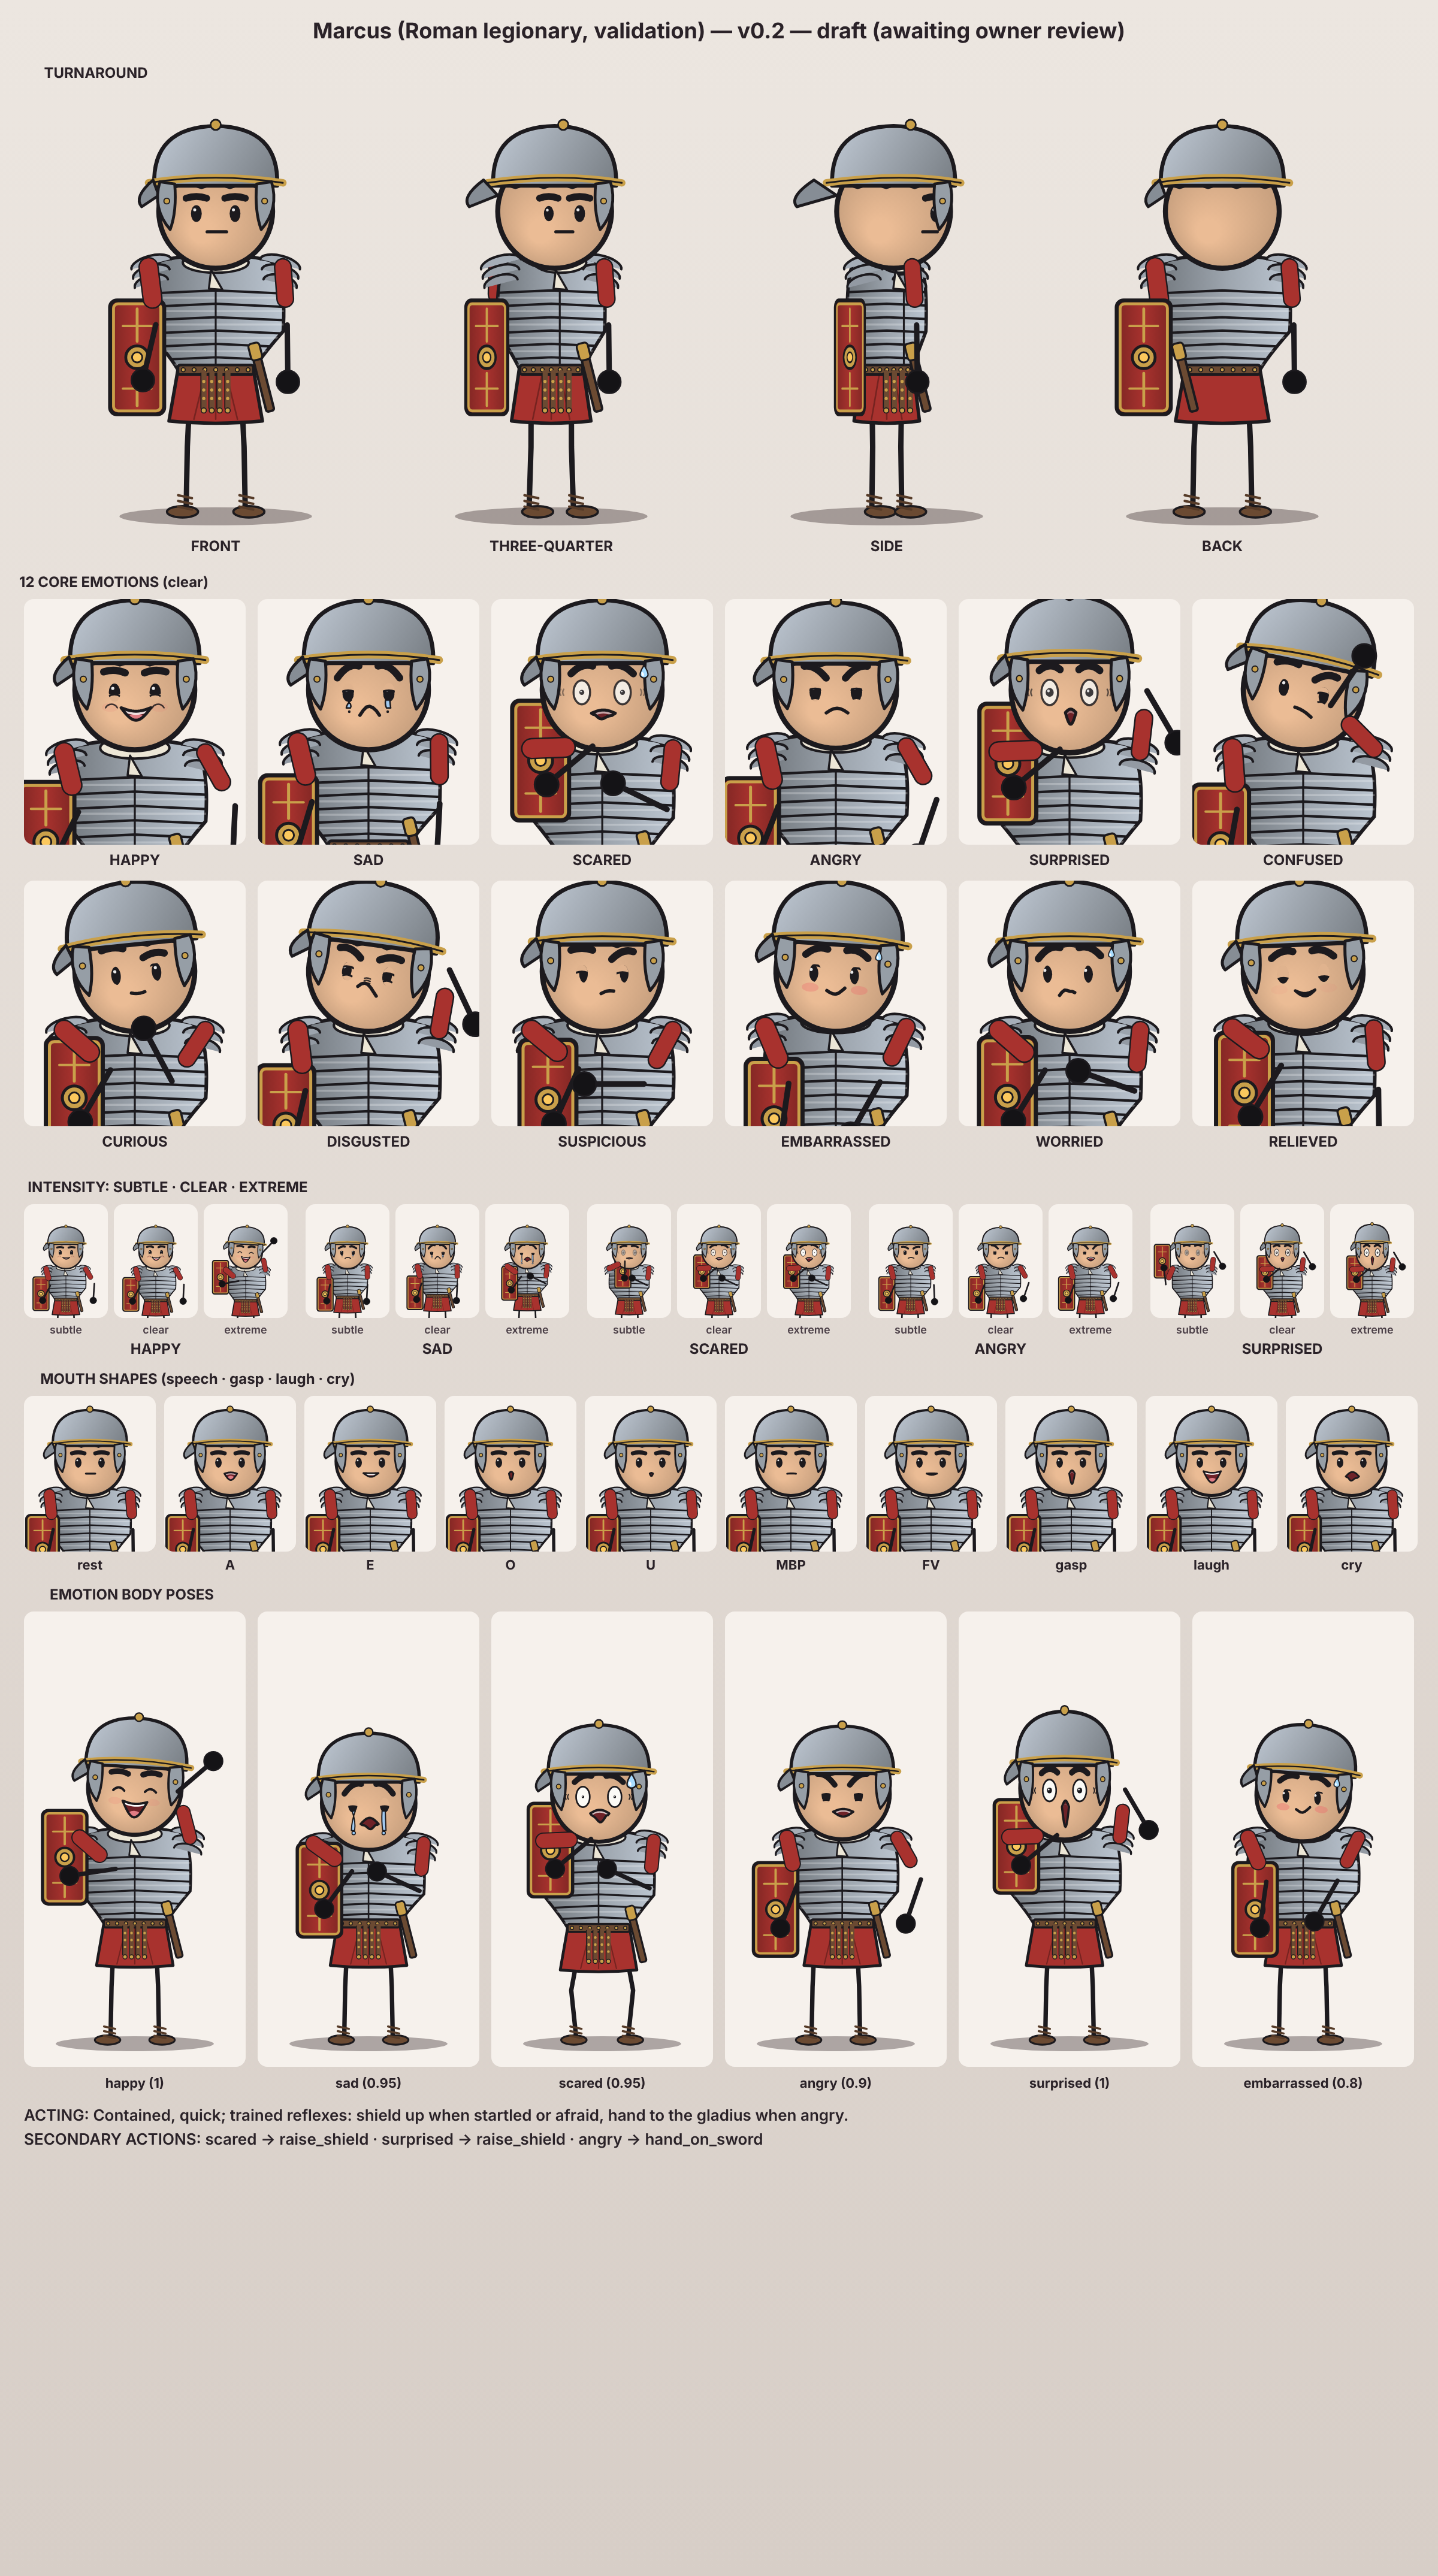 Marcus (Roman legionary, validation) — v0.2 — draft (awaiting owner review)
TURNAROUND
FRONT THREE-QUARTER SIDE BACK
12 CORE EMOTIONS (clear)
HAPPY SAD SCARED ANGRY SURPRISED CONFUSED
CURIOUS DISGUSTED SUSPICIOUS EMBARRASSED WORRIED RELIEVED
INTENSITY: SUBTLE · CLEAR · EXTREME
subtle clear extreme subtle clear extreme subtle clear extreme subtle clear extreme subtle clear extreme
HAPPY SAD SCARED ANGRY SURPRISED
MOUTH SHAPES (speech · gasp · laugh · cry)
rest A E O U MBP FV gasp laugh cry
EMOTION BODY POSES
happy (1) sad (0.95) scared (0.95) angry (0.9) surprised (1) embarrassed (0.8)
ACTING: Contained, quick; trained reflexes: shield up when startled or afraid, hand to the gladius when angry.
SECONDARY ACTIONS: scared → raise_shield · surprised → raise_shield · angry → hand_on_sword